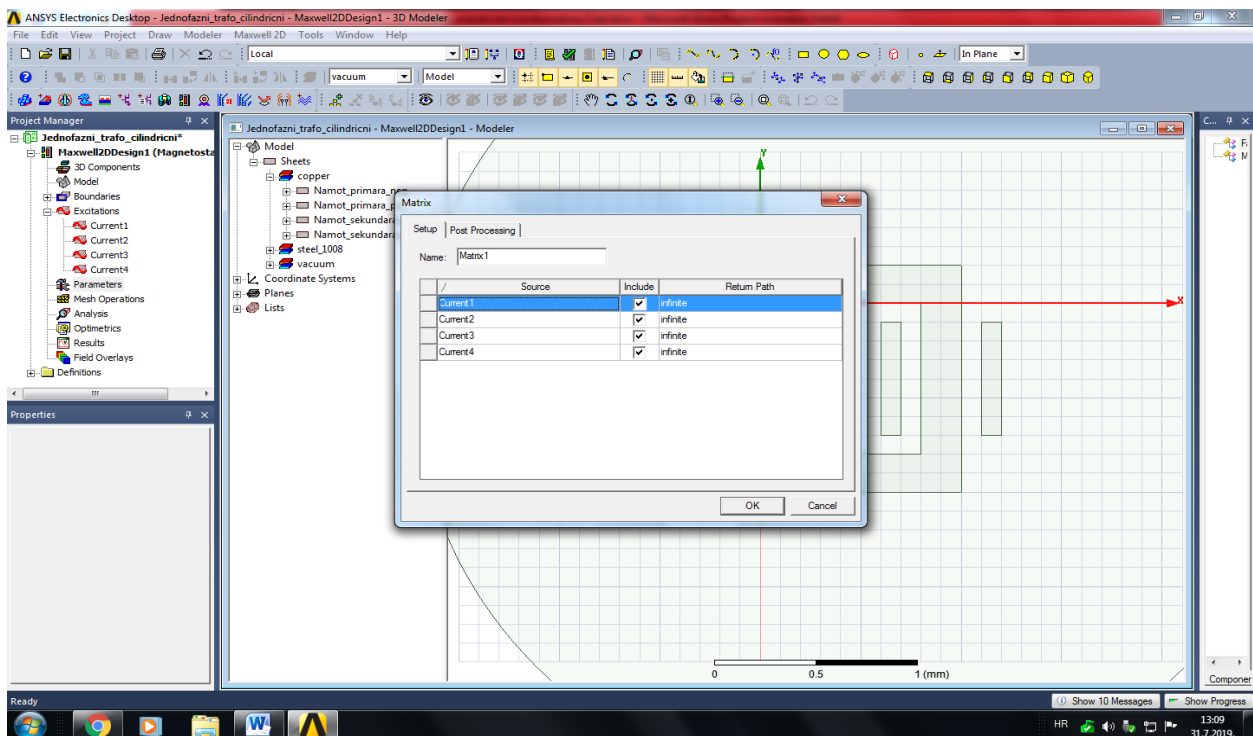 ANSYS Electronics Desktop - Jednofazni_trafo_cilindricni - Maxwell2DDesign1 - 3D Modeler
File Edit View Project Draw Modeler Maxwell 2D Tools Window Help
Local
In Plane
vacuum
Model
Project Manager
Jednofazni_trafo_cilindricni*
Maxwell2DDesign1 (Magnetosta
3D Components
Model
Boundaries
Excitations
Current1
Current2
Current3
Current4
Parameters
Mesh Operations
Analysis
Optimetrics
Results
Field Overlays
Definitions
Properties
Jednofazni_trafo_cilindricni - Maxwell2DDesign1 - Modeler
Model
Sheets
copper
Namot_primara_neg
Namot_primara_p
Namot_sekundara
Namot_sekundara
steel_1008
vacuum
Coordinate Systems
Planes
Lists
Y
X
Matrix
Setup Post Processing
Name: Matrix1
Source Include Return Path
Current1 infinite
Current2 infinite
Current3 infinite
Current4 infinite
OK Cancel
0 0.5 1 (mm)
C...
M
Componer
Ready
Show 10 Messages Show Progress
HR
13:09
31.7.2019.